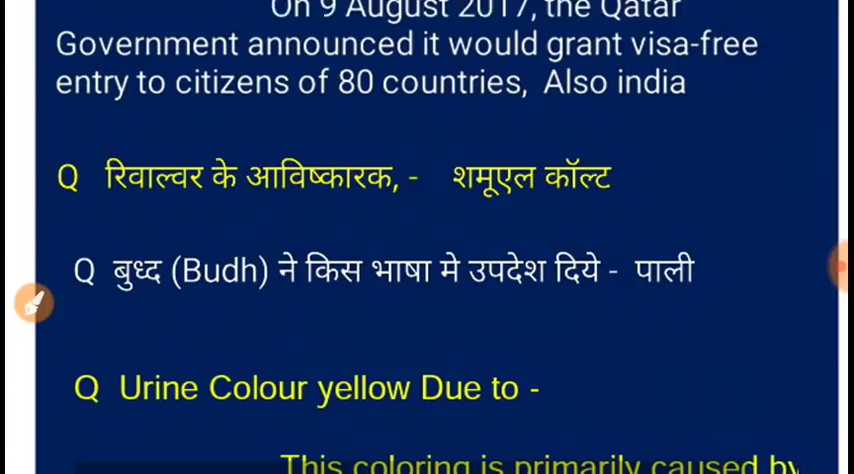 On 9 August 2017, the Qatar
Government announced it would grant visa-free
entry to citizens of 80 countries, Also india
Q रिवाल्वर के आविष्कारक, - शमूएल कॉल्ट
Q बुध्द (Budh) ने किस भाषा मे उपदेश दिये - पाली
Q Urine Colour yellow Due to -
This coloring is primarily caused by